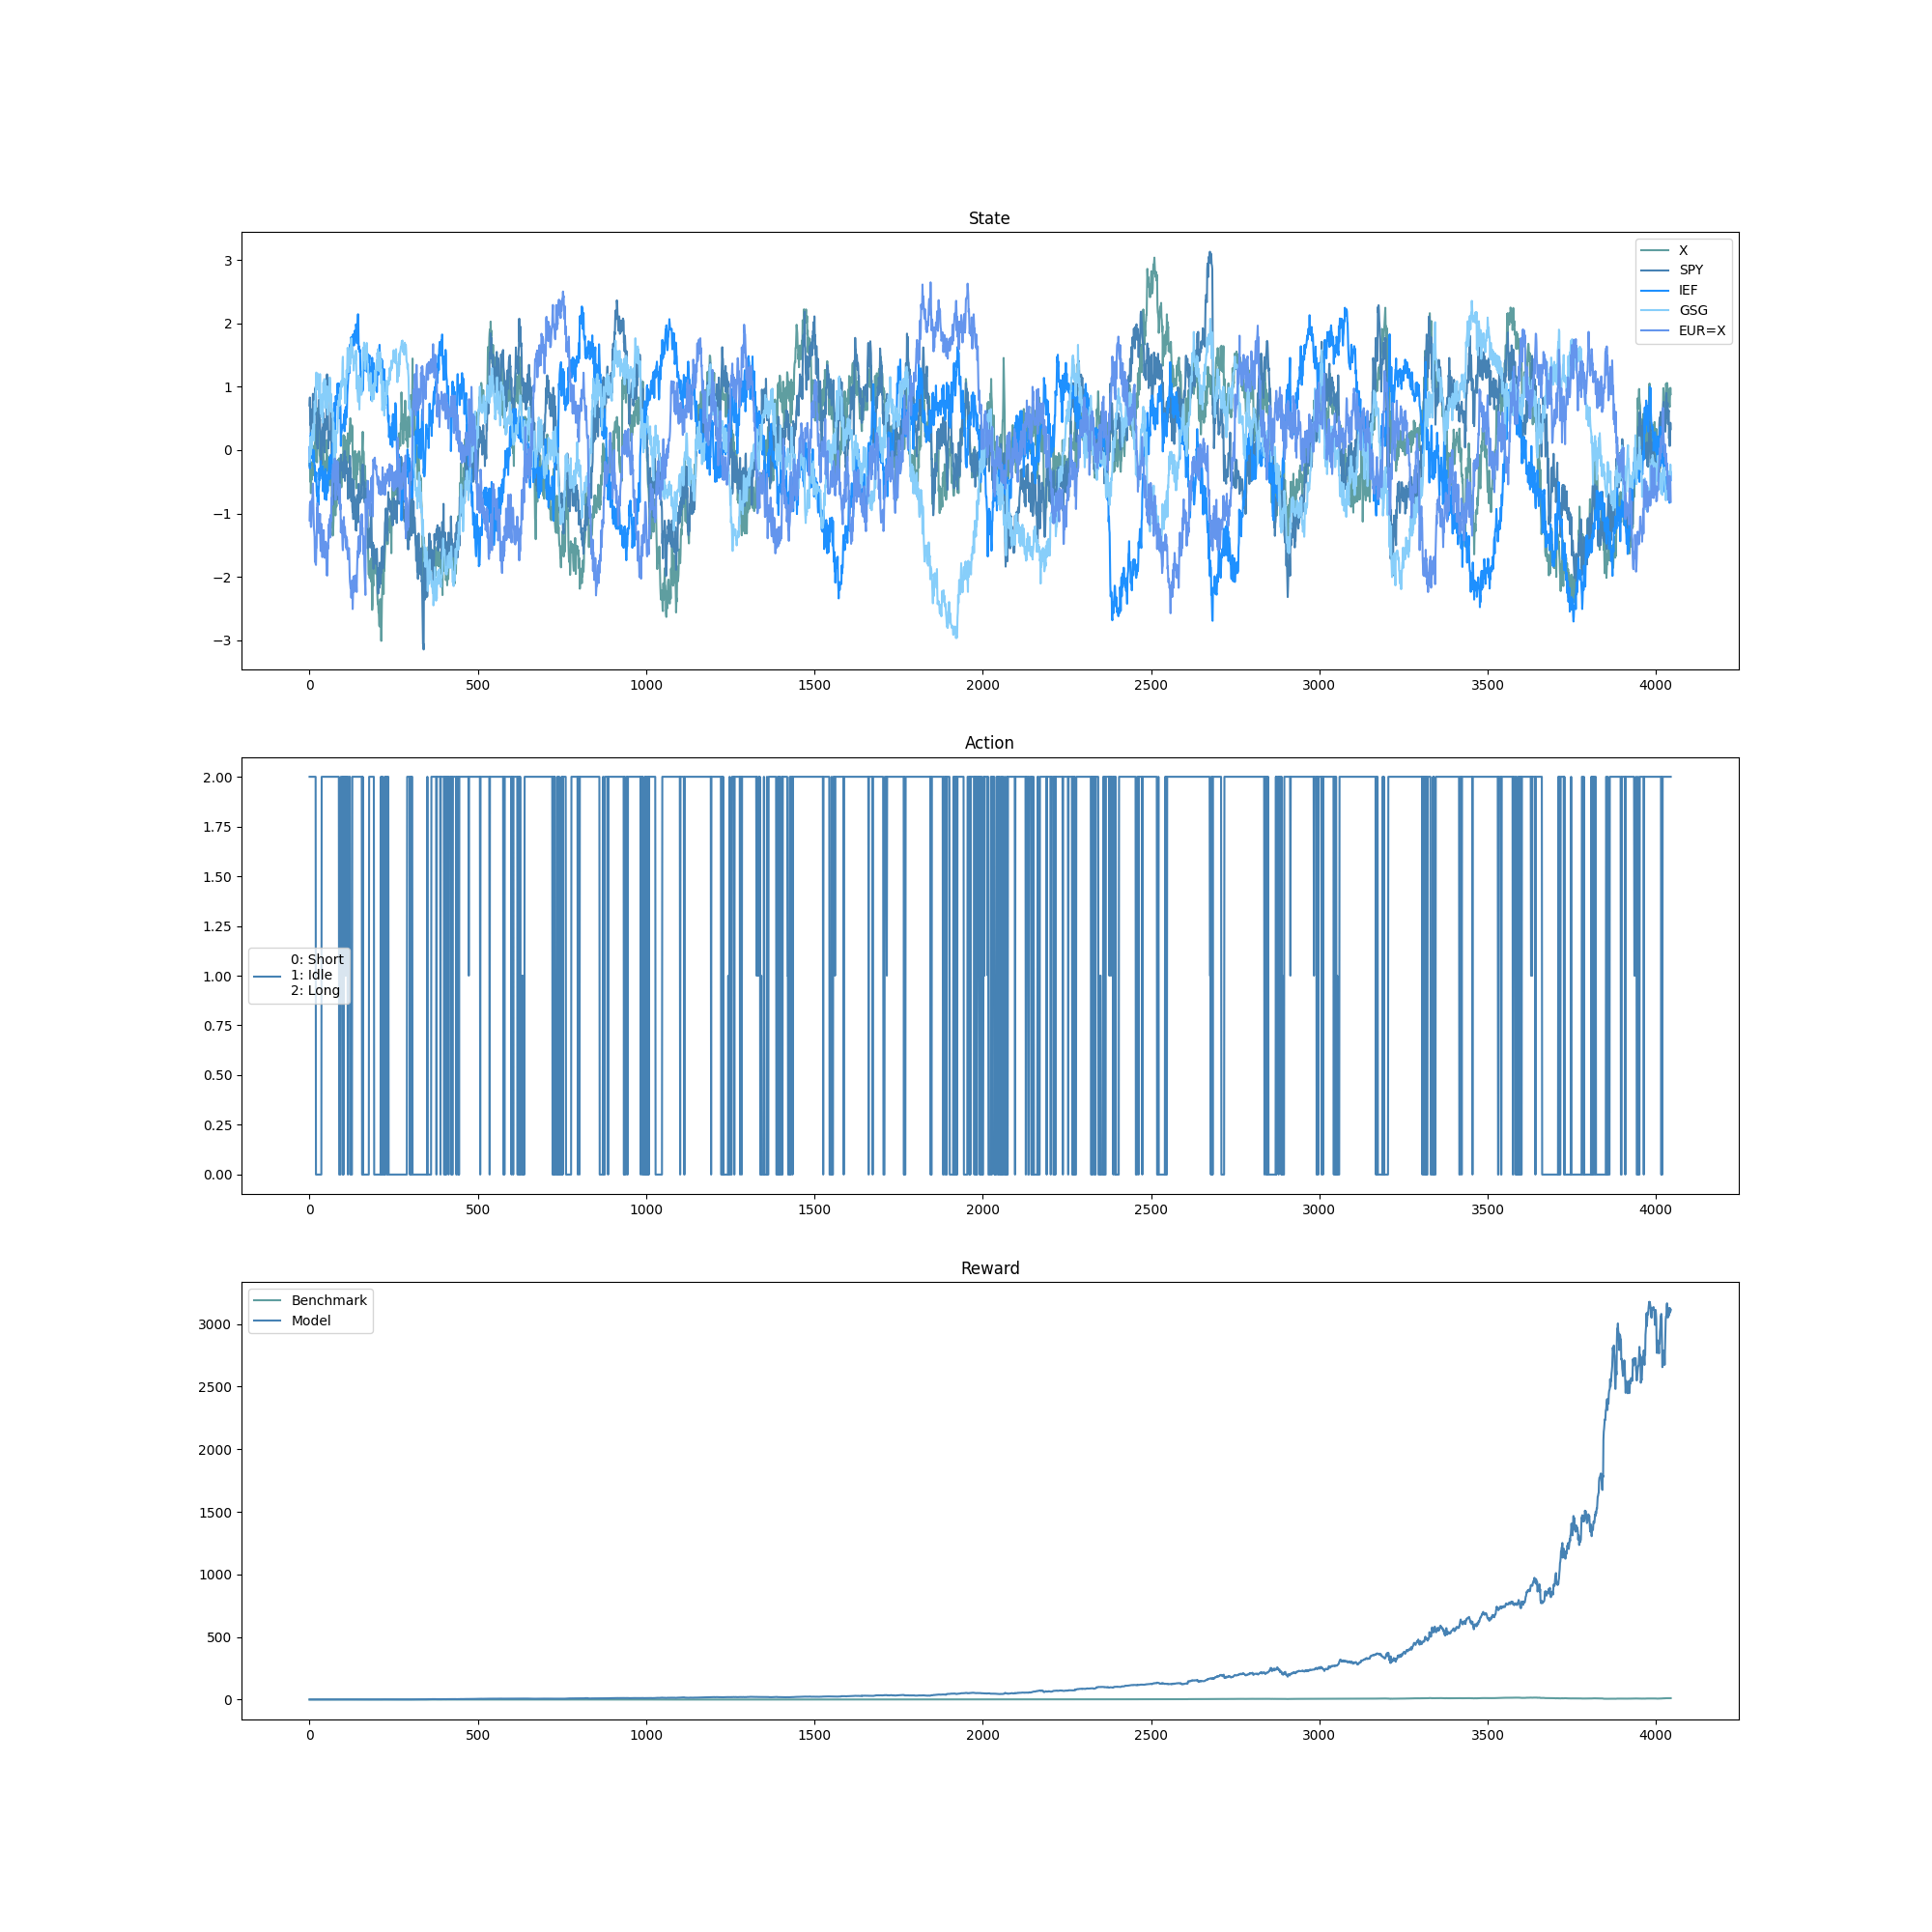 State
3
2
1
0
−1
−2
−3
X
SPY
IEF
GSG
EUR=X
0 500 1000 1500 2000 2500 3000 3500 4000
Action
2.00
1.75
1.50
1.25
1.00
0.75
0.50
0.25
0.00
0: Short
1: Idle
2: Long
0 500 1000 1500 2000 2500 3000 3500 4000
Reward
Benchmark
Model
3000
2500
2000
1500
1000
500
0
0 500 1000 1500 2000 2500 3000 3500 4000